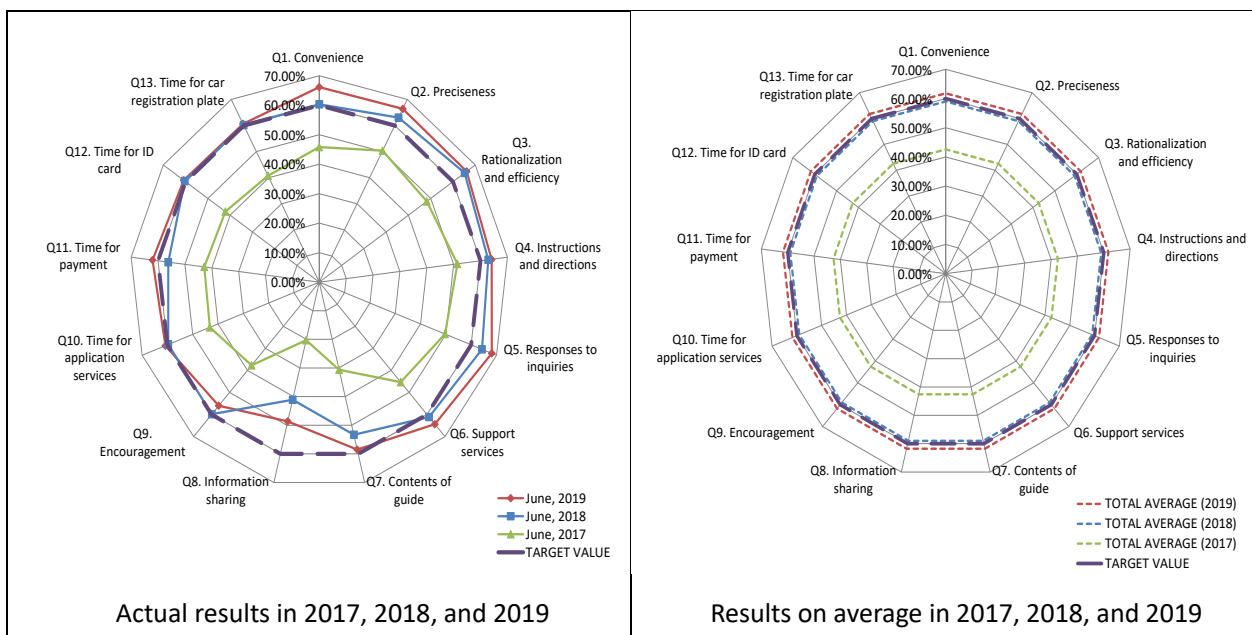 Q1. Convenience
70.00%
Q13. Time for car
registration plate
Q2. Preciseness
60.00%
50.00%
Q12. Time for ID
card
Q3.
Rationalization
and efficiency
40.00%
30.00%
20.00%
10.00%
0.00%
Q11. Time for
payment
Q4. Instructions
and directions
Q10. Time for
application
services
Q5. Responses to
inquiries
Q9.
Encouragement
Q6. Support
services
Q8. Information
sharing
Q7. Contents of
guide
June, 2019
June, 2018
June, 2017
TARGET VALUE
Actual results in 2017, 2018, and 2019
Q1. Convenience
70.00%
Q13. Time for car
registration plate
Q2. Preciseness
60.00%
50.00%
Q12. Time for ID card
Q3. Rationalization
and efficiency
40.00%
30.00%
20.00%
10.00%
0.00%
Q11. Time for
payment
Q4. Instructions and
directions
Q10. Time for
application services
Q5. Responses to
inquiries
Q9. Encouragement
Q6. Support services
Q8. Information
sharing
Q7. Contents of
guide
TOTAL AVERAGE (2019)
TOTAL AVERAGE (2018)
TOTAL AVERAGE (2017)
TARGET VALUE
Results on average in 2017, 2018, and 2019